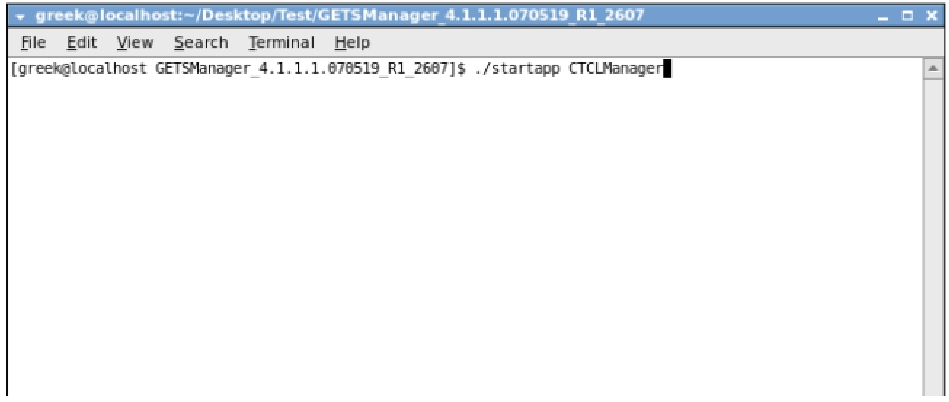 greek@localhost:~/Desktop/Test/GETSManager_4.1.1.1.070519_R1_2607
File Edit View Search Terminal Help
[greek@localhost GETSManager_4.1.1.1.070519_R1_2607]$ ./startapp CTCLManager